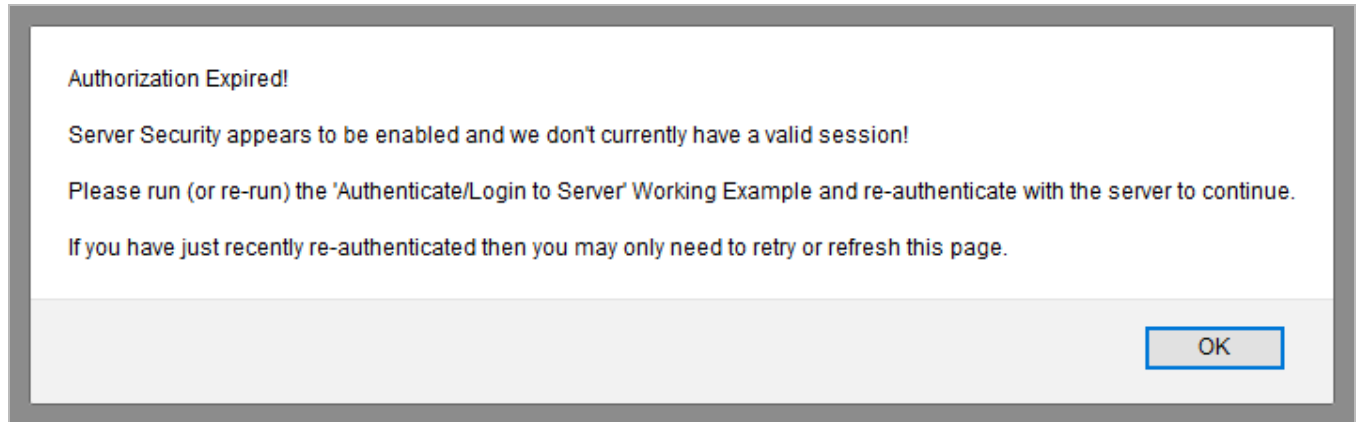 Authorization Expired!
Server Security appears to be enabled and we don't currently have a valid session!
Please run (or re-run) the 'Authenticate/Login to Server' Working Example and re-authenticate with the server to continue.
If you have just recently re-authenticated then you may only need to retry or refresh this page.
OK